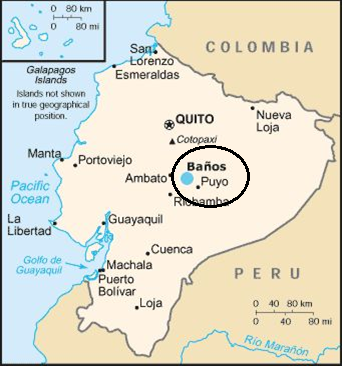 0 80 km
0 80 mi
Galapagos
Islands
Islands not shown
in true geographical
position.
COLOMBIA
San
Lorenzo
Esmeraldas
QUITO
Cotopaxi
Nueva
Loja
Manta
Portoviejo
Baños
Ambato
Puyo
Riobamba
Pacific
Ocean
La
Libertad
Guayaquil
Golfo de
Guayaquil
Cuenca
Machala
Puerto
Bolívar
Loja
PERU
0 40 80 km
0 40 80 mi
Río Marañón